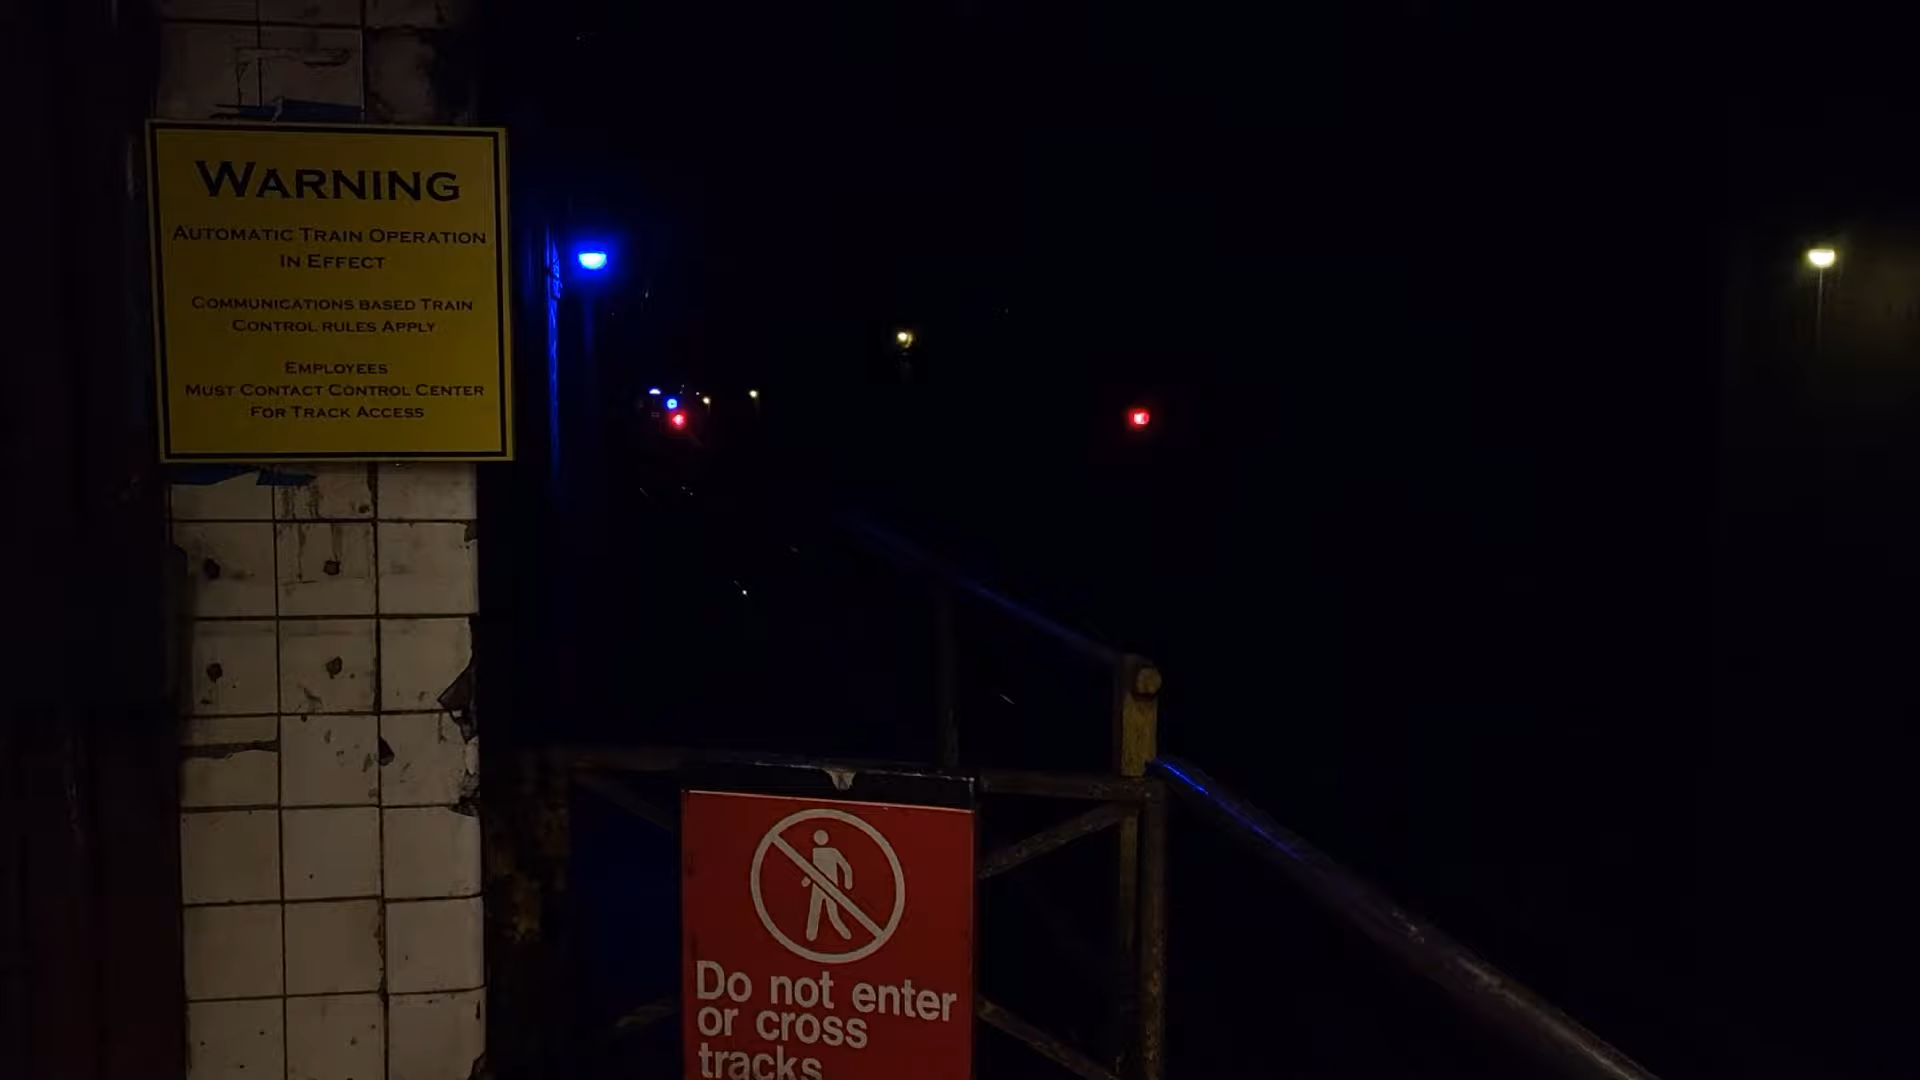 WARNING
AUTOMATIC TRAIN OPERATION
IN EFFECT
COMMUNICATIONS BASED TRAIN
CONTROL RULES APPLY
EMPLOYEES
MUST CONTACT CONTROL CENTER
FOR TRACK ACCESS
Do not enter
or cross
tracks